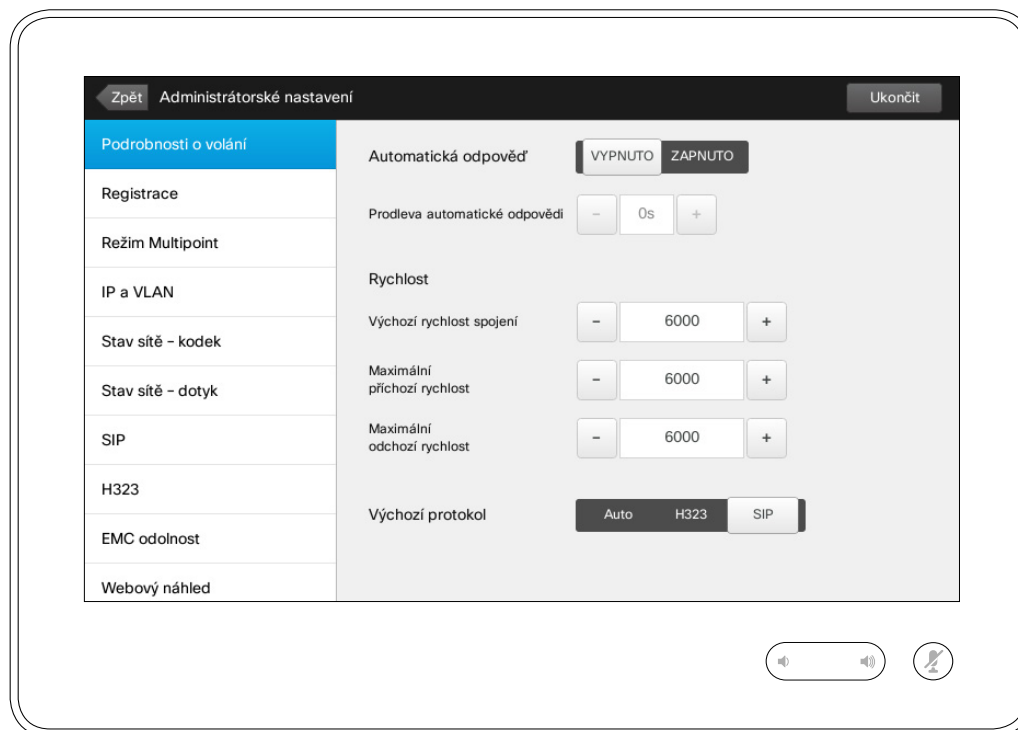 Zpět Administrátorské nastavení Ukončit
Podrobnosti o volání
Registrace
Režim Multipoint
IP a VLAN
Stav sítě – kodek
Stav sítě – dotyk
SIP
H323
EMC odolnost
Webový náhled
Automatická odpověď VYPNUTO ZAPNUTO
Prodleva automatické odpovědi – 0s +
Rychlost
Výchozí rychlost spojení – 6000 +
Maximální
příchozí rychlost – 6000 +
Maximální
odchozí rychlost – 6000 +
Výchozí protokol Auto H323 SIP